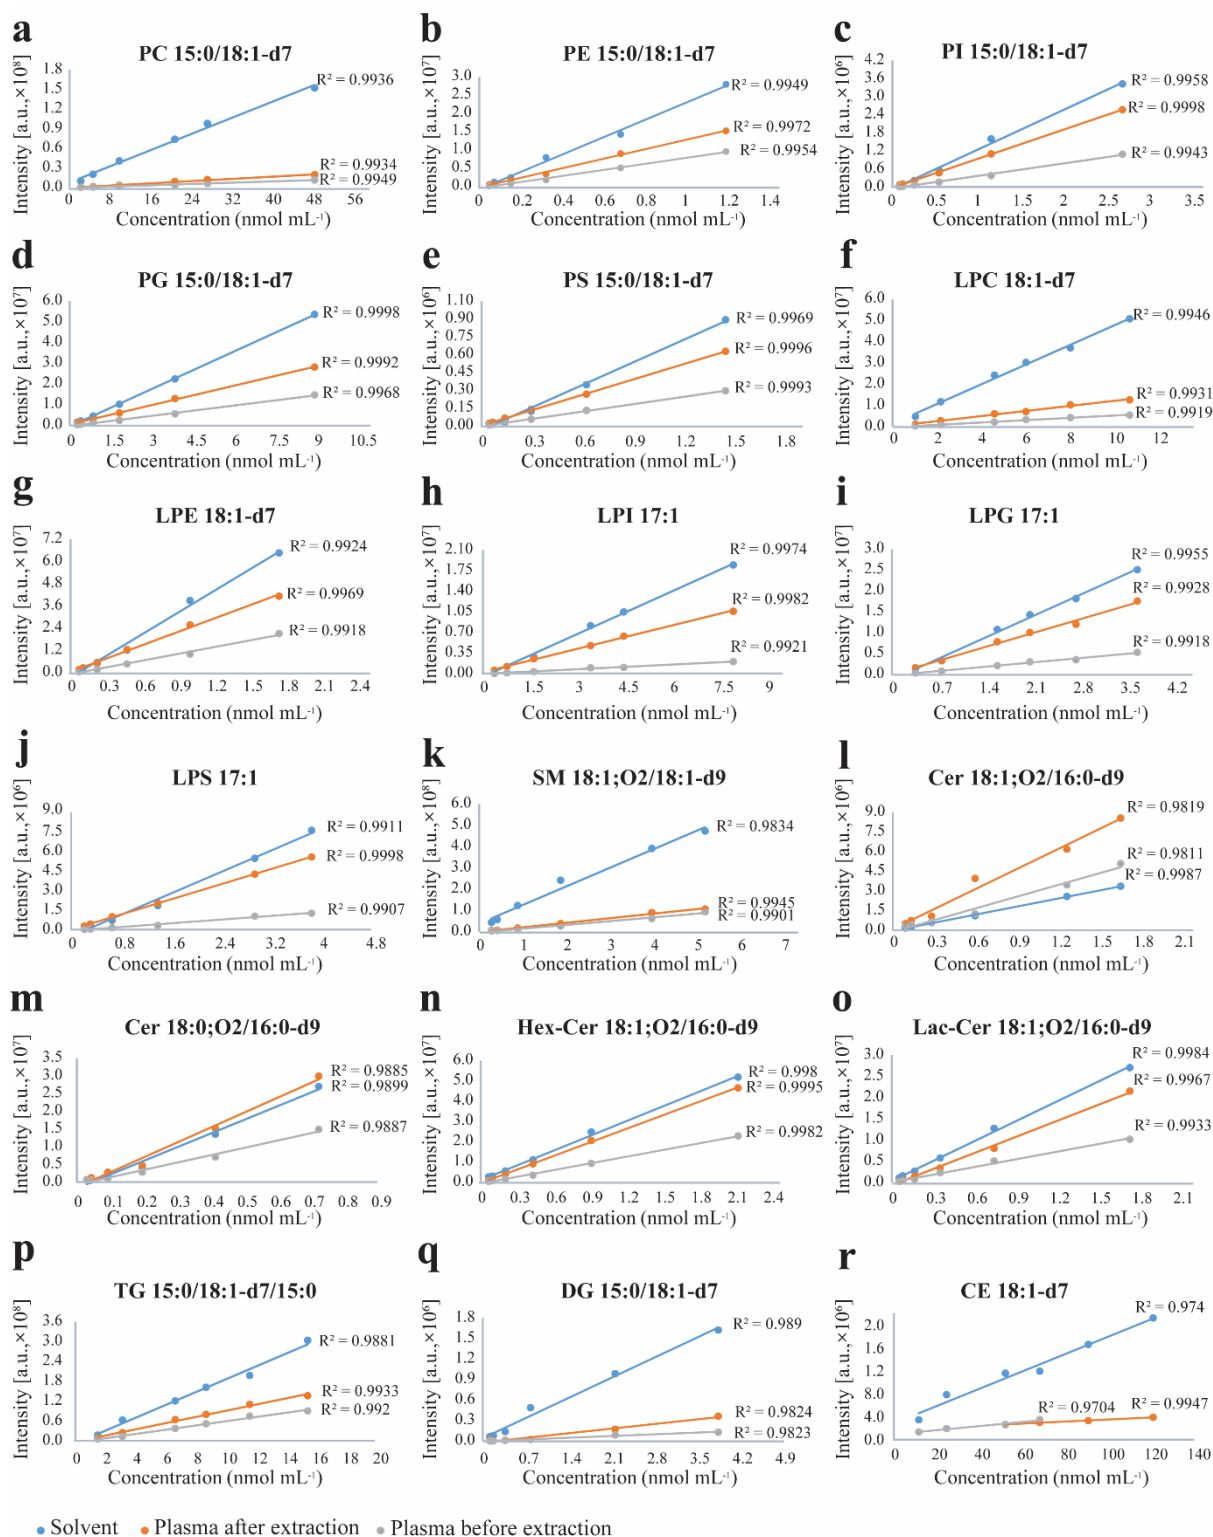 a
PC 15:0/18:1-d7
Intensity [a.u.,×10⁸]
1.8
1.5
1.2
0.9
0.6
0.3
0.0
R² = 0.9936
R² = 0.9934
R² = 0.9949
0 8 16 24 32 40 48 56
Concentration (nmol mL⁻¹)
b
PE 15:0/18:1-d7
Intensity [a.u.,×10⁷]
3.0
2.5
2.0
1.5
1.0
0.5
0.0
R² = 0.9949
R² = 0.9972
R² = 0.9954
0 0.2 0.4 0.6 0.8 1 1.2 1.4
Concentration (nmol mL⁻¹)
c
PI 15:0/18:1-d7
Intensity [a.u.,×10⁶]
4.2
3.6
3.0
2.4
1.8
1.2
0.6
0.0
R² = 0.9958
R² = 0.9998
R² = 0.9943
0 0.5 1 1.5 2 2.5 3 3.5
Concentration (nmol mL⁻¹)
d
PG 15:0/18:1-d7
Intensity [a.u.,×10⁷]
6.0
5.0
4.0
3.0
2.0
1.0
0.0
R² = 0.9998
R² = 0.9992
R² = 0.9968
0 1.5 3 4.5 6 7.5 9 10.5
Concentration (nmol mL⁻¹)
e
PS 15:0/18:1-d7
Intensity [a.u.,×10⁶]
1.10
0.90
0.75
0.60
0.45
0.30
0.15
0.00
R² = 0.9969
R² = 0.9996
R² = 0.9993
0 0.3 0.6 0.9 1.2 1.5 1.8
Concentration (nmol mL⁻¹)
f
LPC 18:1-d7
Intensity [a.u.,×10⁷]
6.0
5.0
4.0
3.0
2.0
1.0
0.0
R² = 0.9946
R² = 0.9931
R² = 0.9919
0 2 4 6 8 10 12
Concentration (nmol mL⁻¹)
g
LPE 18:1-d7
Intensity [a.u.,×10⁷]
7.2
6.0
4.8
3.6
2.4
1.2
0.0
R² = 0.9924
R² = 0.9969
R² = 0.9918
0 0.3 0.6 0.9 1.2 1.5 1.8 2.1 2.4
Concentration (nmol mL⁻¹)
h
LPI 17:1
Intensity [a.u.,×10⁷]
2.10
1.75
1.40
1.05
0.70
0.35
0.00
R² = 0.9974
R² = 0.9982
R² = 0.9921
0 1.5 3 4.5 6 7.5 9
Concentration (nmol mL⁻¹)
i
LPG 17:1
Intensity [a.u.,×10⁷]
3.0
2.5
2.0
1.5
1.0
0.5
0.0
R² = 0.9955
R² = 0.9928
R² = 0.9918
0 0.7 1.4 2.1 2.8 3.5 4.2
Concentration (nmol mL⁻¹)
j
LPS 17:1
Intensity [a.u.,×10⁶]
9.0
7.5
6.0
4.5
3.0
1.5
0.0
R² = 0.9911
R² = 0.9998
R² = 0.9907
0 0.8 1.6 2.4 3.2 4 4.8
Concentration (nmol mL⁻¹)
k
SM 18:1;O2/18:1-d9
Intensity [a.u.,×10⁸]
6.0
5.0
4.0
3.0
2.0
1.0
0.0
R² = 0.9834
R² = 0.9945
R² = 0.9901
0 1 2 3 4 5 6 7
Concentration (nmol mL⁻¹)
l
Cer 18:1;O2/16:0-d9
Intensity [a.u.,×10⁶]
9.0
7.5
6.0
4.5
3.0
1.5
0.0
R² = 0.9819
R² = 0.9811
R² = 0.9987
0 0.3 0.6 0.9 1.2 1.5 1.8 2.1
Concentration (nmol mL⁻¹)
m
Cer 18:0;O2/16:0-d9
Intensity [a.u.,×10⁷]
3.5
3.0
2.5
2.1
1.5
1.0
0.5
0.0
R² = 0.9885
R² = 0.9899
R² = 0.9887
0 0.1 0.2 0.3 0.4 0.5 0.6 0.7 0.8 0.9
Concentration (nmol mL⁻¹)
n
Hex-Cer 18:1;O2/16:0-d9
Intensity [a.u.,×10⁷]
6.0
5.0
4.0
3.0
2.0
1.0
0.0
R² = 0.998
R² = 0.9995
R² = 0.9982
0 0.3 0.6 0.9 1.2 1.5 1.8 2.1 2.4
Concentration (nmol mL⁻¹)
o
Lac-Cer 18:1;O2/16:0-d9
Intensity [a.u.,×10⁷]
3.0
2.5
2.0
1.5
1.0
0.5
0.0
R² = 0.9984
R² = 0.9967
R² = 0.9933
0 0.3 0.6 0.9 1.2 1.5 1.8 2.1
Concentration (nmol mL⁻¹)
p
TG 15:0/18:1-d7/15:0
Intensity [a.u.,×10⁸]
3.6
3.0
2.4
1.8
1.2
0.6
0.0
R² = 0.9881
R² = 0.9933
R² = 0.992
0 2 4 6 8 10 12 14 16 18 20
Concentration (nmol mL⁻¹)
q
DG 15:0/18:1-d7
Intensity [a.u.,×10⁶]
1.8
1.5
1.2
0.9
0.6
0.3
0.0
R² = 0.989
R² = 0.9824
R² = 0.9823
0 0.7 1.4 2.1 2.8 3.5 4.2 4.9
Concentration (nmol mL⁻¹)
r
CE 18:1-d7
Intensity [a.u.,×10⁶]
2.0
1.6
1.2
8.0
4.0
0.0
R² = 0.974
R² = 0.9704
R² = 0.9947
0 20 40 60 80 100 120 140
Concentration (nmol mL⁻¹)
Solvent Plasma after extraction Plasma before extraction